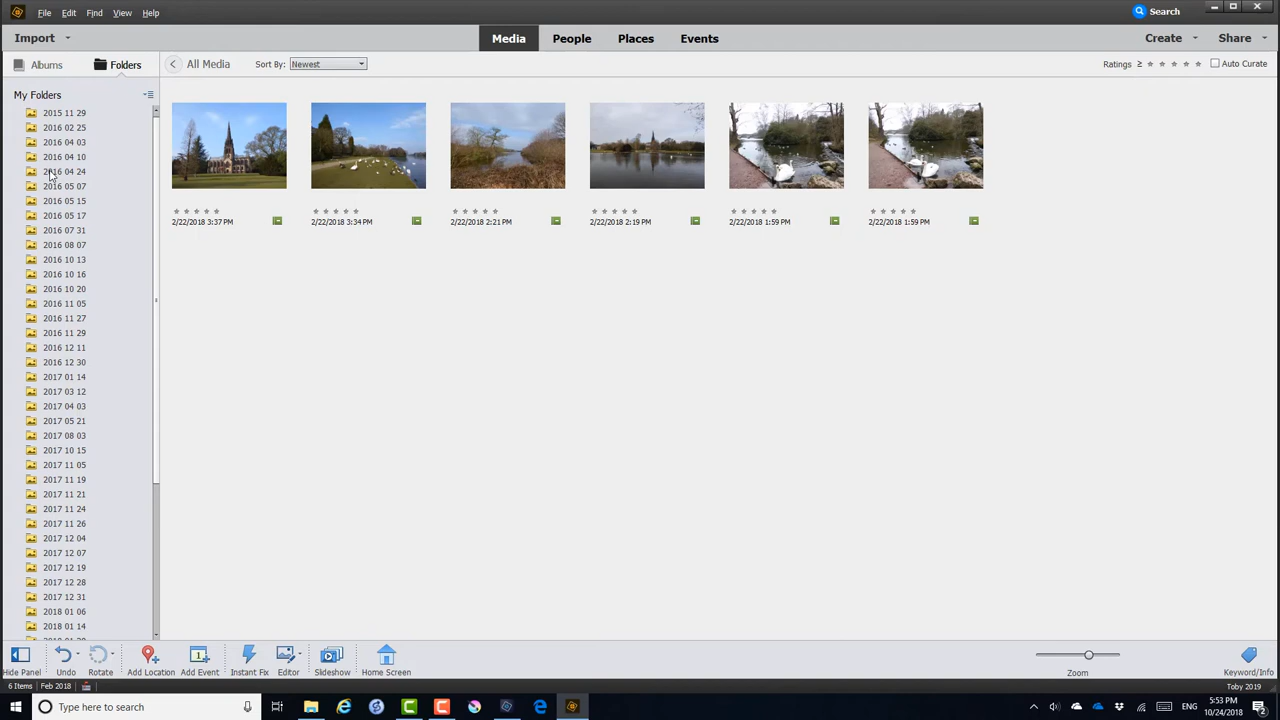 File Edit Find View Help
Search
Import
Media People Places Events
Create Share
Albums Folders
All Media Sort By: Newest
Ratings ≥ Auto Curate
My Folders
2015 11 29
2016 02 25
2016 04 03
2016 04 10
2016 04 24
2016 05 07
2016 05 15
2016 05 17
2016 07 31
2016 08 07
2016 10 13
2016 10 16
2016 10 20
2016 11 05
2016 11 27
2016 11 29
2016 12 11
2016 12 30
2017 01 14
2017 03 12
2017 04 03
2017 05 21
2017 08 03
2017 10 15
2017 11 05
2017 11 19
2017 11 21
2017 11 24
2017 11 26
2017 12 04
2017 12 07
2017 12 19
2017 12 28
2017 12 31
2018 01 06
2018 01 14
2/22/2018 3:37 PM
2/22/2018 3:34 PM
2/22/2018 2:21 PM
2/22/2018 2:19 PM
2/22/2018 1:59 PM
2/22/2018 1:59 PM
Hide Panel Undo Rotate Add Location Add Event Instant Fix Editor Slideshow Home Screen Zoom Keyword/Info
6 Items Feb 2018 Toby 2019
Type here to search
5:53 PM
10/24/2018